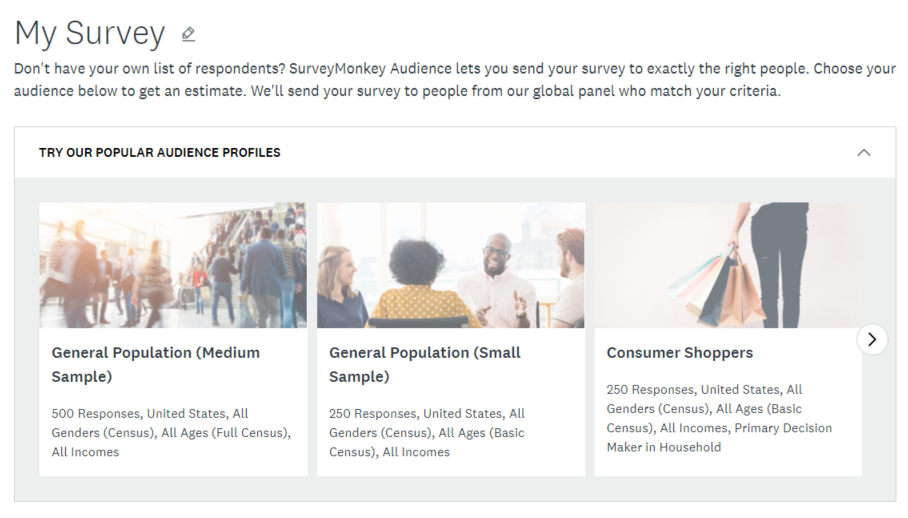 My Survey
Don't have your own list of respondents? SurveyMonkey Audience lets you send your survey to exactly the right people. Choose your
audience below to get an estimate. We'll send your survey to people from our global panel who match your criteria.
TRY OUR POPULAR AUDIENCE PROFILES
General Population (Medium
Sample)
500 Responses, United States, All
Genders (Census), All Ages (Full Census),
All Incomes
General Population (Small
Sample)
250 Responses, United States, All
Genders (Census), All Ages (Basic
Census), All Incomes
Consumer Shoppers
250 Responses, United States, All
Genders (Census), All Ages (Basic
Census), All Incomes, Primary Decision
Maker in Household